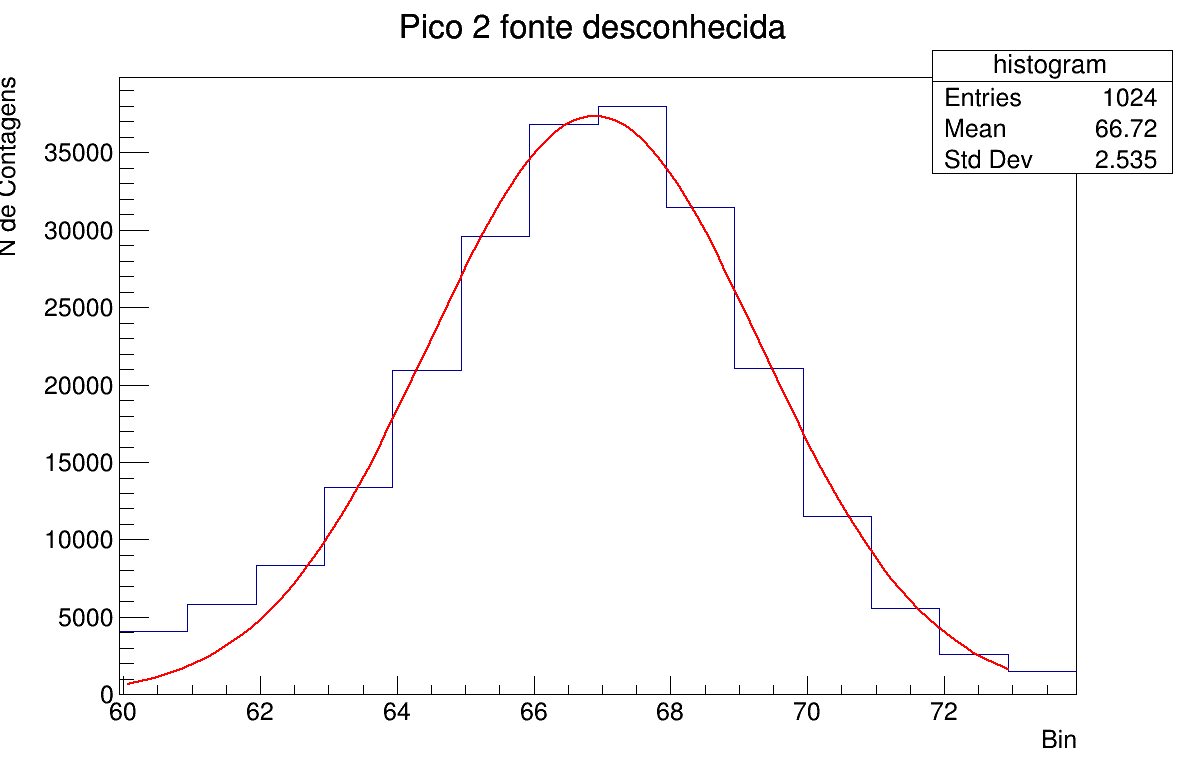 Pico 2 fonte desconhecida
histogram
Entries 1024
Mean 66.72
Std Dev 2.535
N de Contagens
35000
30000
25000
20000
15000
10000
5000
0
60 62 64 66 68 70 72
Bin